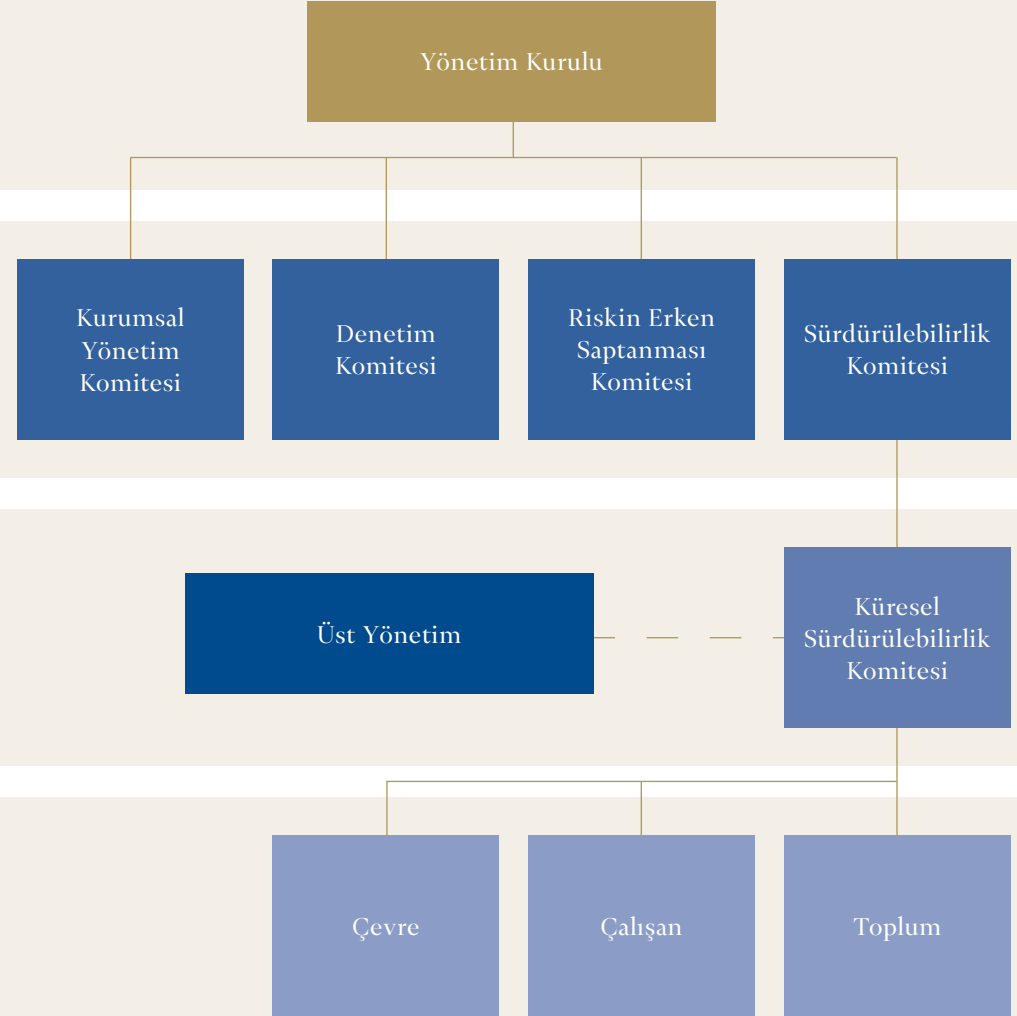 Yönetim Kurulu
Kurumsal
Yönetim
Komitesi
Denetim
Komitesi
Riskin Erken
Saptanması
Komitesi
Sürdürülebilirlik
Komitesi
Üst Yönetim
Küresel
Sürdürülebilirlik
Komitesi
Çevre
Çalışan
Toplum